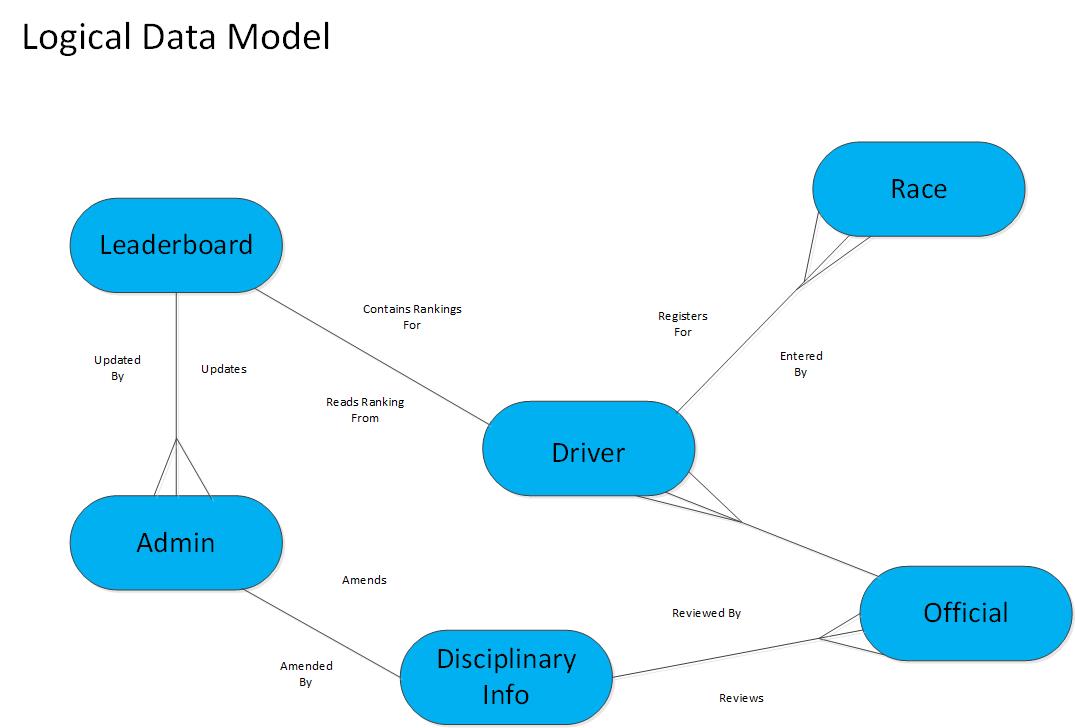 Logical Data Model
Race
Leaderboard
Contains Rankings
For
Registers
For
Updated
By
Updates
Entered
By
Reads Ranking
From
Driver
Admin
Amends
Reviewed By
Official
Disciplinary
Info
Amended
By
Reviews